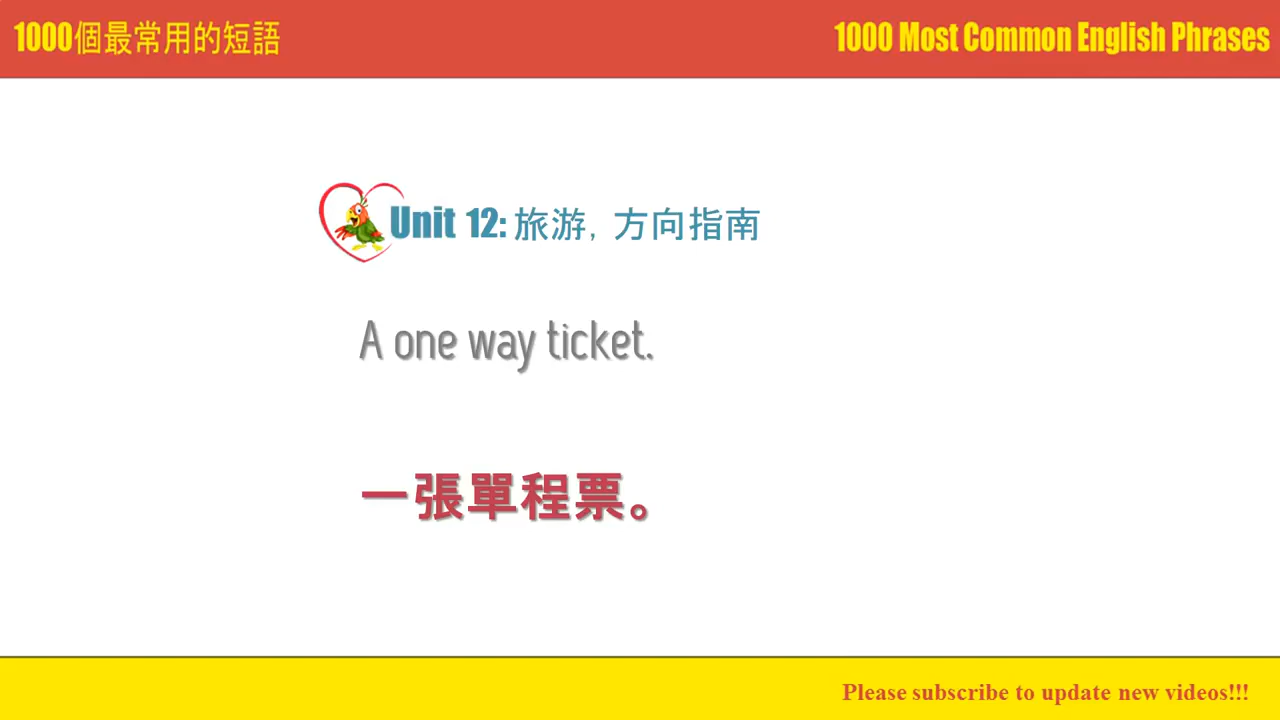 1000個最常用的短語
1000 Most Common English Phrases
Unit 12: 旅游, 方向指南
A one way ticket.
一張單程票。
Please subscribe to update new videos!!!